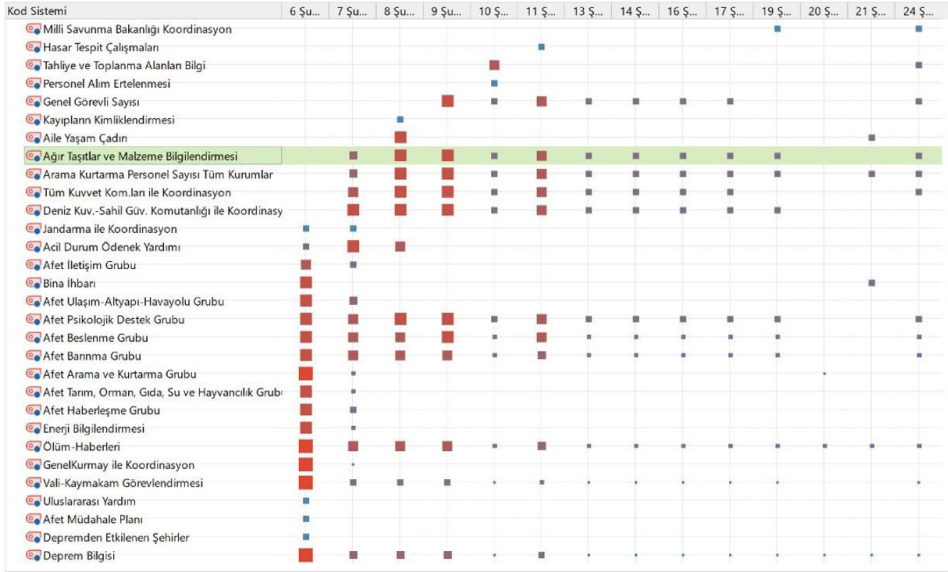 Kod Sistemi 6 Şu... 7 Şu... 8 Şu... 9 Şu... 10 Ş... 11 Ş... 13 Ş... 14 Ş... 15 Ş... 16 Ş... 17 Ş... 19 Ş... 20 Ş... 21 Ş... 24 Ş...
Milli Savunma Bakanlığı Koordinasyon
Hasar Tespit Çalışmaları
Tahliye ve Toplanma Alanları Bilgi
Personel Alım Ertelenmesi
Genel Görevli Sayısı
Kayıpların Kimliklendirmesi
Aile Yaşam Çadırı
Ağır Taşıtlar ve Malzeme Bilgilendirmesi
Arama Kurtarma Personel Sayısı Tüm Kurumlar
Tüm Kuvvet Kom.ları ile Koordinasyon
Deniz Kuv.-Sahil Güv. Komutanlığı ile Koordinasy
Jandarma ile Koordinasyon
Acil Durum Ödenek Yardımı
Afet İletişim Grubu
Bina İhbarı
Afet Ulaşım-Altyapı-Havayolu Grubu
Afet Psikolojik Destek Grubu
Afet Beslenme Grubu
Afet Barınma Grubu
Afet Arama ve Kurtarma Grubu
Afet Tarım, Orman, Gıda, Su ve Hayvancılık Grubu
Afet Haberleşme Grubu
Enerji Bilgilendirmesi
Ölüm-Haberleri
GenelKurmay ile Koordinasyon
Vali-Kaymakam Görevlendirmesi
Uluslararası Yardım
Afet Müdahale Planı
Depremden Etkilenen Şehirler
Deprem Bilgisi